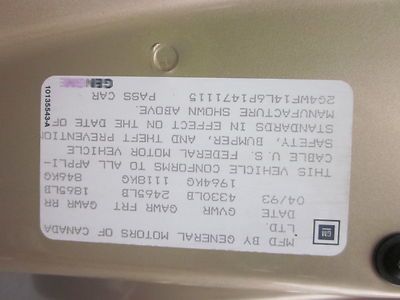 MFD BY GENERAL MOTORS OF CANADA
LTD.
DATE GVWR GAWR FRT GAWR RR
04/93 4330LB 2465LB 1865LB
1964KG 1118KG 846KG
THIS VEHICLE CONFORMS TO ALL APPLI-
CABLE U.S. FEDERAL MOTOR VEHICLE
SAFETY, BUMPER, AND THEFT PREVENTION
STANDARDS IN EFFECT ON THE DATE OF
MANUFACTURE SHOWN ABOVE.
2G4WF14L6P1471115 PASS CAR
GM
10135543-A